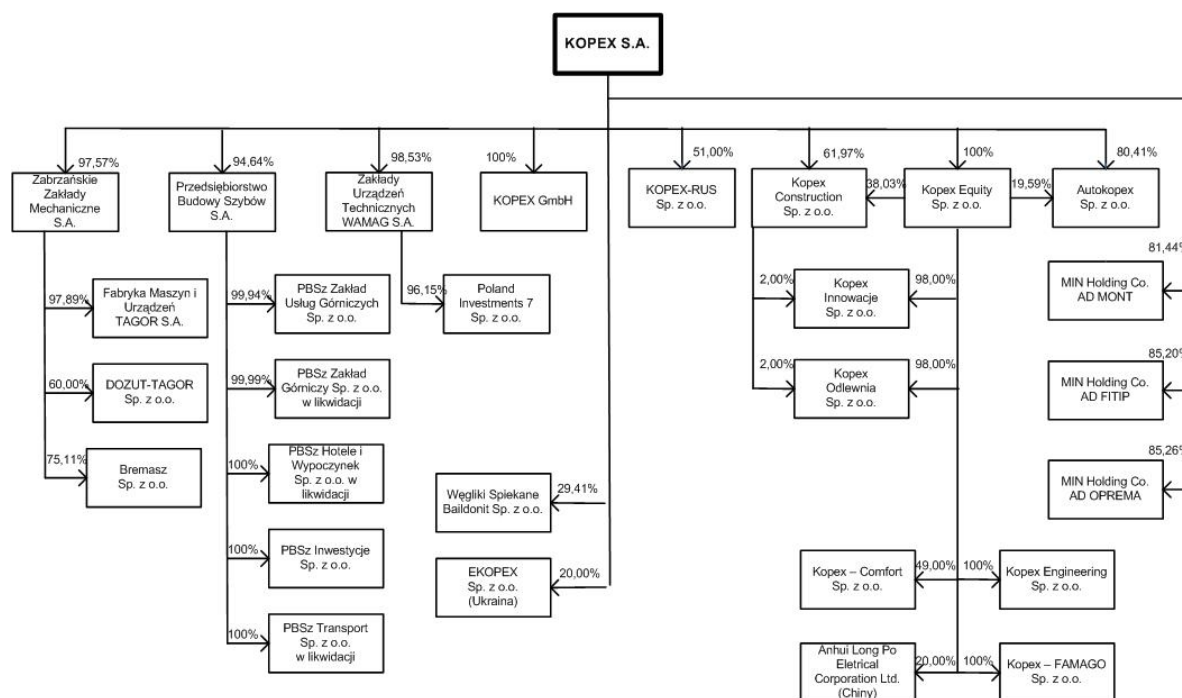 KOPEX S.A.
97,57%
Zabrzańskie
Zakłady
Mechaniczne
S.A.
94,64%
Przedsiębiorstwo
Budowy Szybów
S.A.
98,53%
Zakłady
Urządzeń
Technicznych
WAMAG S.A.
100%
KOPEX GmbH
51,00%
KOPEX-RUS
Sp. z o.o.
61,97%
Kopex
Construction
Sp. z o.o.
38,03%
100%
Kopex Equity
Sp. z o.o.
19,59%
80,41%
Autokopex
Sp. z o.o.
97,89%
Fabryka Maszyn i
Urządzeń
TAGOR S.A.
60,00%
DOZUT-TAGOR
Sp. z o.o.
75,11%
Bremasz
Sp. z o.o.
99,94%
PBSz Zakład
Usług Górniczych
Sp. z o.o.
99,99%
PBSz Zakład
Górniczy Sp. z o.o.
w likwidacji
100%
PBSz Hotele i
Wypoczynek
Sp. z o.o. w
likwidacji
100%
PBSz Inwestycje
Sp. z o.o.
100%
PBSz Transport
Sp. z o.o.
w likwidacji
96,15%
Poland
Investments 7
Sp. z o.o.
Węgliki Spiekane
Baildonit Sp. z o.o.
29,41%
EKOPEX
Sp. z o.o.
(Ukraina)
20,00%
2,00%
Kopex
Innowacje
Sp. z o.o.
98,00%
2,00%
Kopex
Odlewnia
Sp. z o.o.
98,00%
Kopex – Comfort
Sp. z o.o.
49,00%
100%
Kopex Engineering
Sp. z o.o.
Anhui Long Po
Eletrical
Corporation Ltd.
(Chiny)
20,00%
100%
Kopex – FAMAGO
Sp. z o.o.
81,44%
MIN Holding Co.
AD MONT
85,20%
MIN Holding Co.
AD FITIP
85,26%
MIN Holding Co.
AD OPREMA